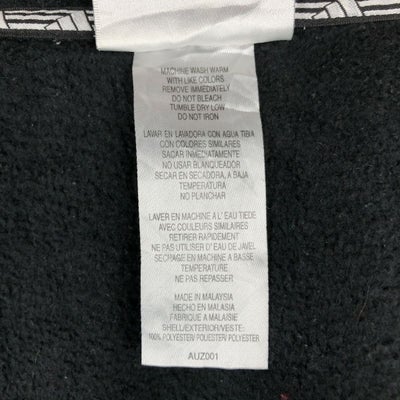 MACHINE WASH WARM
WITH LIKE COLORS
REMOVE IMMEDIATELY
DO NOT BLEACH
TUMBLE DRY LOW
DO NOT IRON
LAVAR EN LAVADORA CON AGUA TIBIA
CON COLORES SIMILARES
SACAR INMEDIATAMENTE
NO USAR BLANQUEADOR
SECAR EN SECADORA, A BAJA
TEMPERATURA
NO PLANCHAR
LAVER EN MACHINE A L' EAU TIEDE
AVEC COULEURS SIMILAIRES
RETIRER RAPIDEMENT
NE PAS UTILISER D' EAU DE JAVEL
SECHAGE EN MACHINE A BASSE
TEMPERATURE
NE PAS REPASSER
MADE IN MALAYSIA
HECHO EN MALASIA
FABRIQUE A MALAISIE
SHELL/EXTERIOR/VESTE:
100% POLYESTER/POLIESTER/POLYESTER
AUZ001